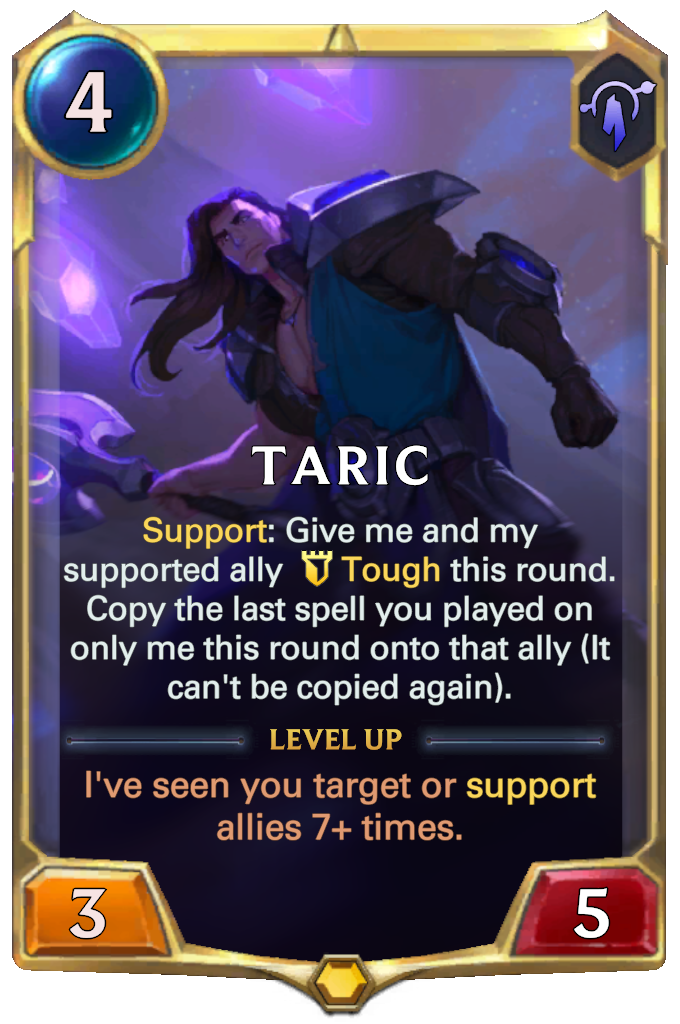 4
TARIC
Support: Give me and my
supported ally Tough this round.
Copy the last spell you played on
only me this round onto that ally (It
can't be copied again).
LEVEL UP
I've seen you target or support
allies 7+ times.
3 5